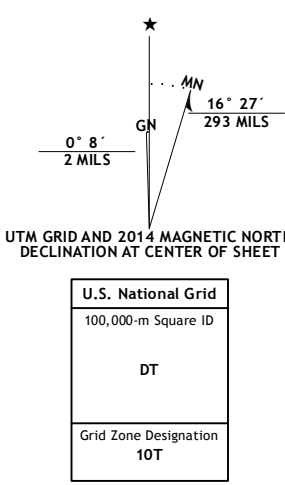 MN
16° 27´
293 MILS
GN
0° 8´
2 MILS
UTM GRID AND 2014 MAGNETIC NORT
DECLINATION AT CENTER OF SHEET
U.S. National Grid
100,000-m Square ID
DT
Grid Zone Designation
10T